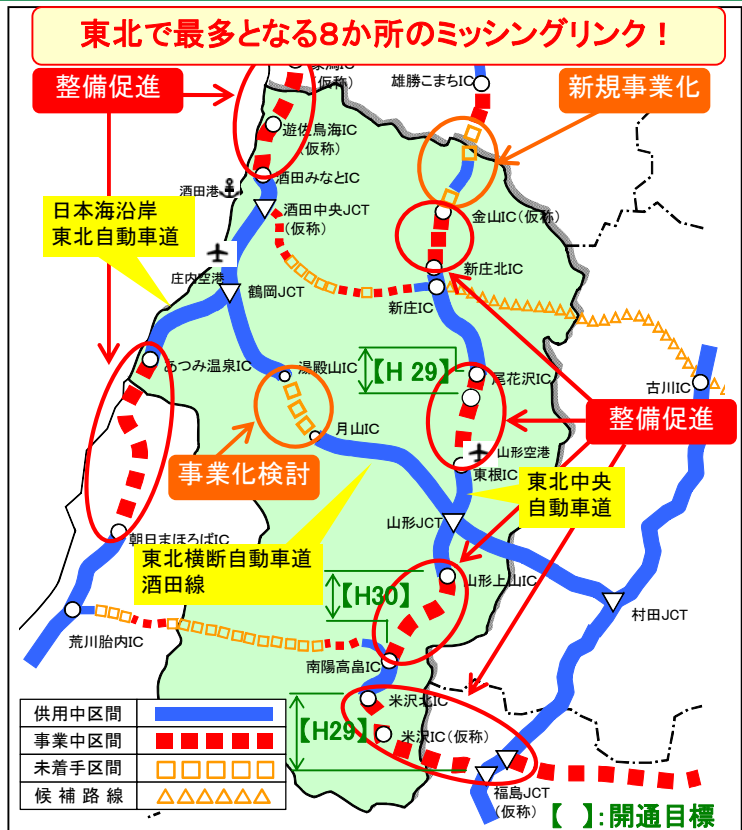 東北で最多となる8か所のミッシングリンク！
整備促進
新規事業化
(仮称)
雄勝こまちIC
遊佐鳥海IC
(仮称)
酒田みなとIC
酒田港
酒田中央JCT
(仮称)
金山IC(仮称)
日本海沿岸
東北自動車道
庄内空港
鶴岡JCT
新庄北IC
新庄IC
あつみ温泉IC
湯殿山IC
【H 29】
尾花沢IC
古川IC
整備促進
月山IC
山形空港
東根IC
事業化検討
東北中央
自動車道
山形JCT
朝日まほろばIC
東北横断自動車道
酒田線
山形上山IC
【H30】
村田JCT
荒川胎内IC
南陽高畠IC
米沢北IC
【H29】
米沢IC(仮称)
福島JCT
(仮称)
供用中区間
事業中区間
未着手区間
候補路線
【 】:開通目標